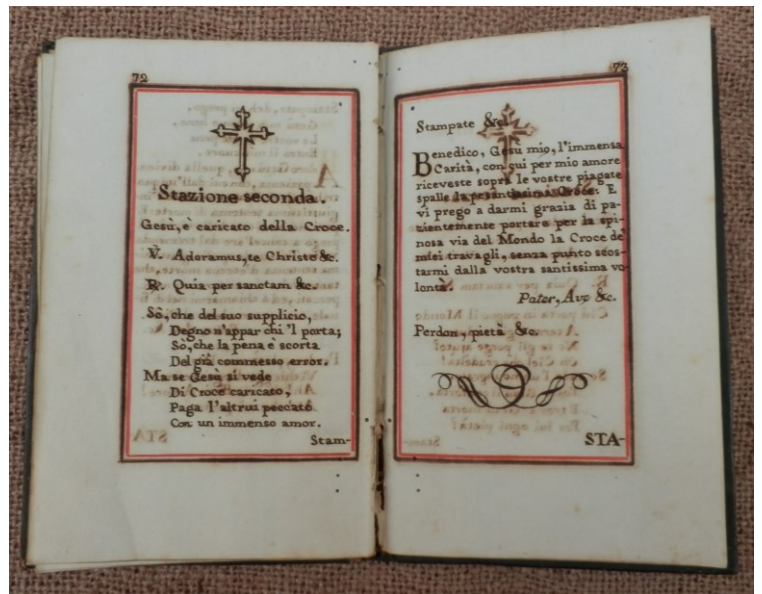 72
Stazione seconda.
Gesù, è caricato della Croce.
℣. Adoramus, te Christe &c.
℟. Quia per sanctam &c.
Sò, che del suo supplicio,
Degno n'appar chi 'l porta;
Sò, che la pena è scorta
Del già commesso error.
Ma se Gesù si vede
Di Croce caricato,
Paga l'altrui peccato
Con un immenso amor.
Stam-
73
Stampate &c.
Benedico, Gesu mio, l'immensa
Carità, con cui per mio amore
riceveste sopra le vostre piagate
spalle la pesantissima Croce: E
vi prego a darmi grazia di pa-
zientemente portare per la spi-
nosa via del Mondo la Croce de'
miei travagli, senza punto scos-
tarmi dalla vostra santissima vo-
lontà.
Pater, Ave &c.
Perdon, pietà &c.
STA-